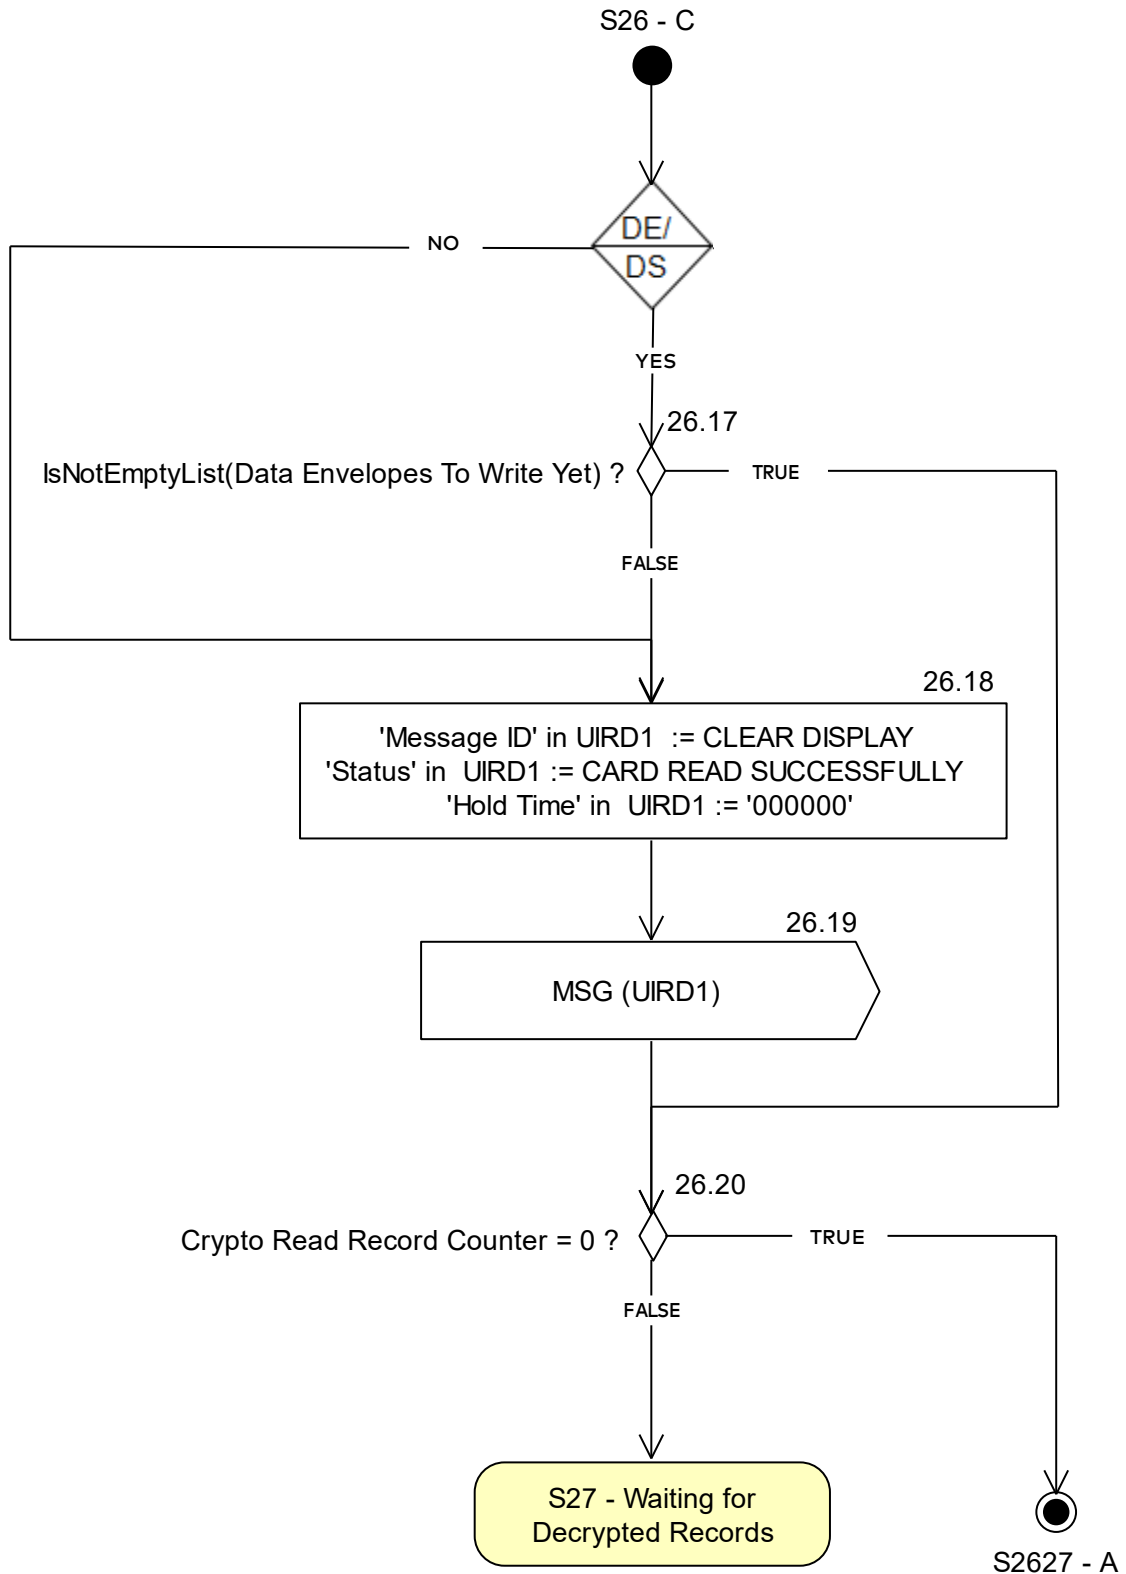 S26 - C
DE/
DS
NO
YES
26.17
IsNotEmptyList(Data Envelopes To Write Yet) ?
TRUE
FALSE
26.18
'Message ID' in UIRD1 := CLEAR DISPLAY
'Status' in UIRD1 := CARD READ SUCCESSFULLY
'Hold Time' in UIRD1 := '000000'
26.19
MSG (UIRD1)
26.20
Crypto Read Record Counter = 0 ?
TRUE
FALSE
S27 - Waiting for
Decrypted Records
S2627 - A